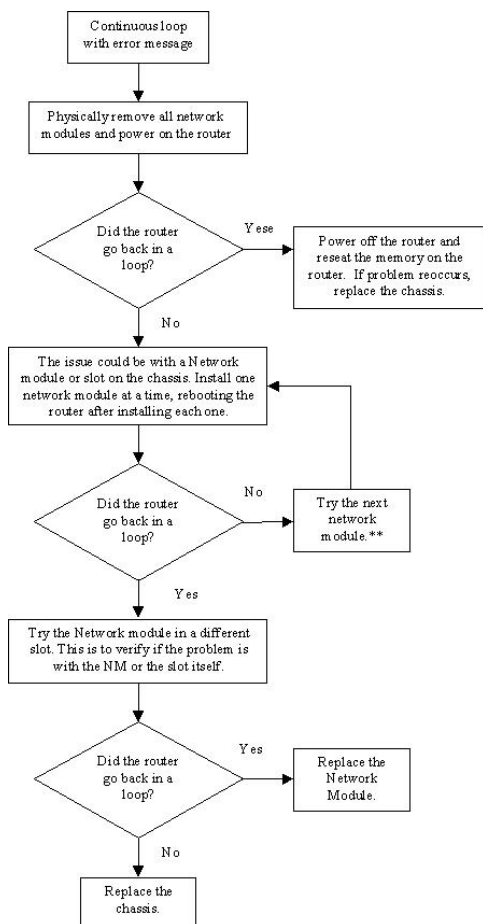 Continuous loop
with error message
Physically remove all network
modules and power on the router
Did the router
go back in a
loop?
Yese
Power off the router and
reseat the memory on the
router. If problem reoccurs,
replace the chassis.
No
The issue could be with a Network
module or slot on the chassis. Install one
network module at a time, rebooting the
router after installing each one.
Did the router
go back in a
loop?
No
Try the next
network
module.**
Yes
Try the Network module in a different
slot. This is to verify if the problem is
with the NM or the slot itself.
Did the router
go back in a
loop?
Yes
Replace the
Network
Module.
No
Replace the
chassis.